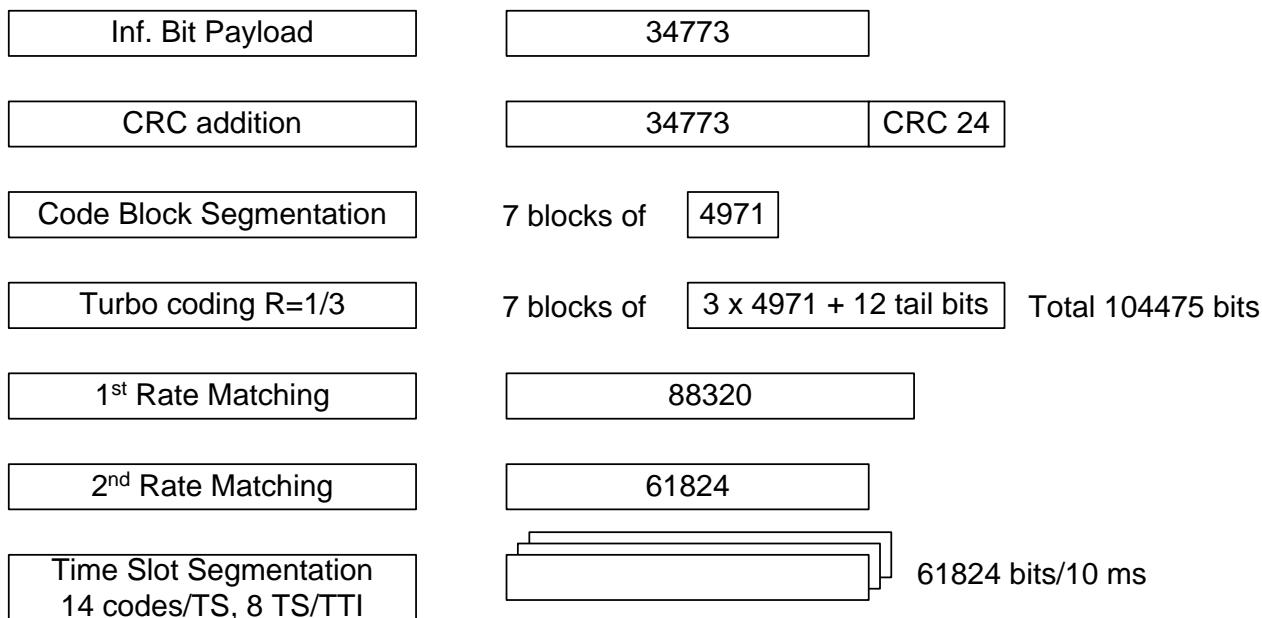 Inf. Bit Payload 34773
CRC addition 34773 CRC 24
Code Block Segmentation 7 blocks of 4971
Turbo coding R=1/3 7 blocks of 3 x 4971 + 12 tail bits Total 104475 bits
1st Rate Matching 88320
2nd Rate Matching 61824
Time Slot Segmentation
14 codes/TS, 8 TS/TTI
61824 bits/10 ms